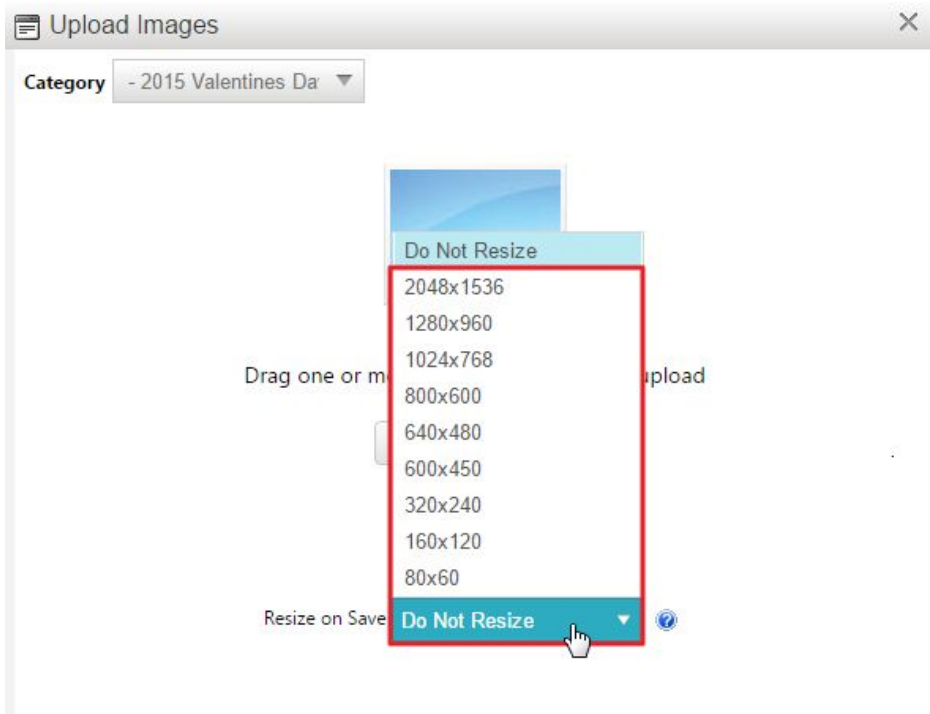 Upload Images
Category - 2015 Valentines Da
Do Not Resize
2048x1536
1280x960
1024x768
Drag one or upload
800x600
640x480
600x450
320x240
160x120
80x60
Resize on Save Do Not Resize